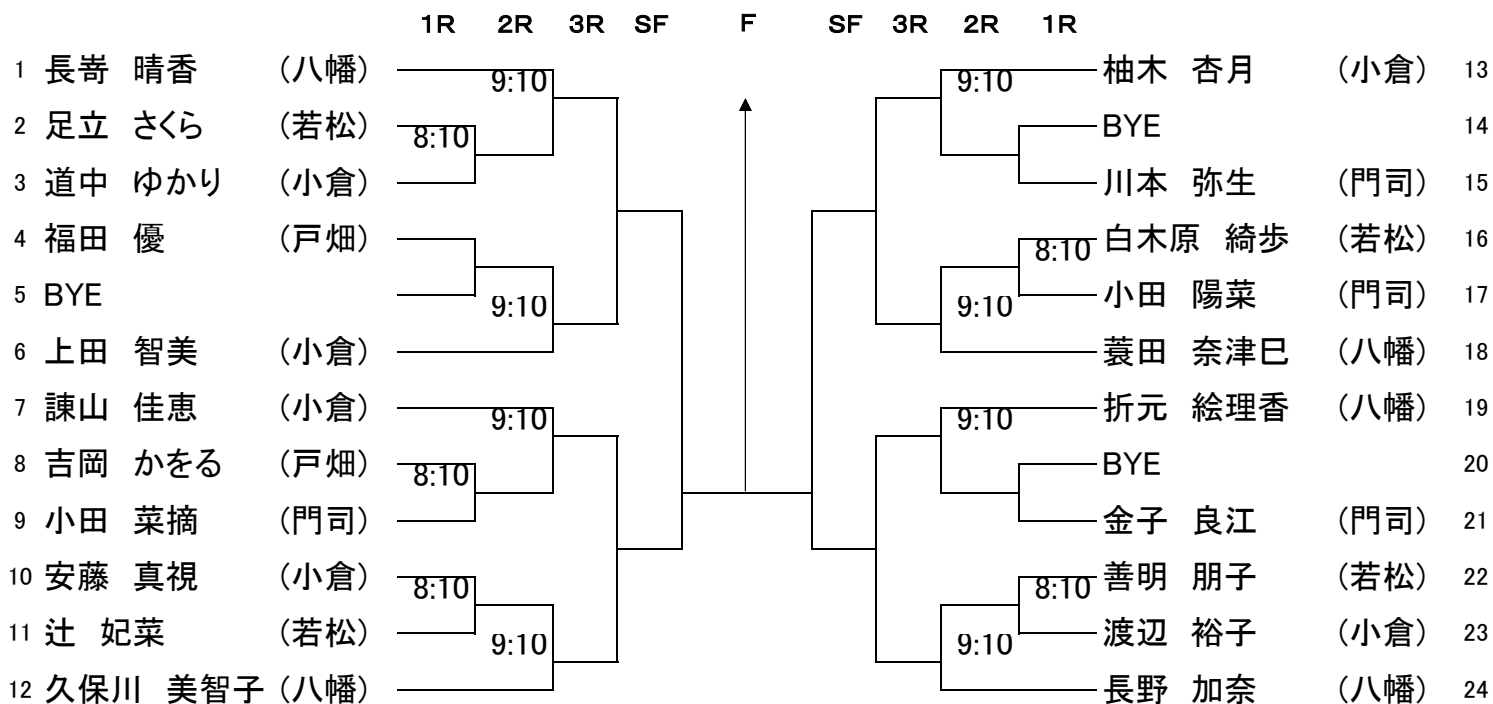 1R 2R 3R SF F SF 3R 2R 1R
1 長嵜 晴香 (八幡) 9:10 9:10 柚木 杏月 (小倉) 13
2 足立 さくら (若松) 8:10 BYE 14
3 道中 ゆかり (小倉) 川本 弥生 (門司) 15
4 福田 優 (戸畑) 8:10 白木原 綺歩 (若松) 16
5 BYE 9:10 9:10 小田 陽菜 (門司) 17
6 上田 智美 (小倉) 蓑田 奈津巳 (八幡) 18
7 諌山 佳恵 (小倉) 9:10 9:10 折元 絵理香 (八幡) 19
8 吉岡 かをる (戸畑) 8:10 BYE 20
9 小田 菜摘 (門司) 金子 良江 (門司) 21
10 安藤 真視 (小倉) 8:10 8:10 善明 朋子 (若松) 22
11 辻 妃菜 (若松) 9:10 9:10 渡辺 裕子 (小倉) 23
12 久保川 美智子 (八幡) 長野 加奈 (八幡) 24